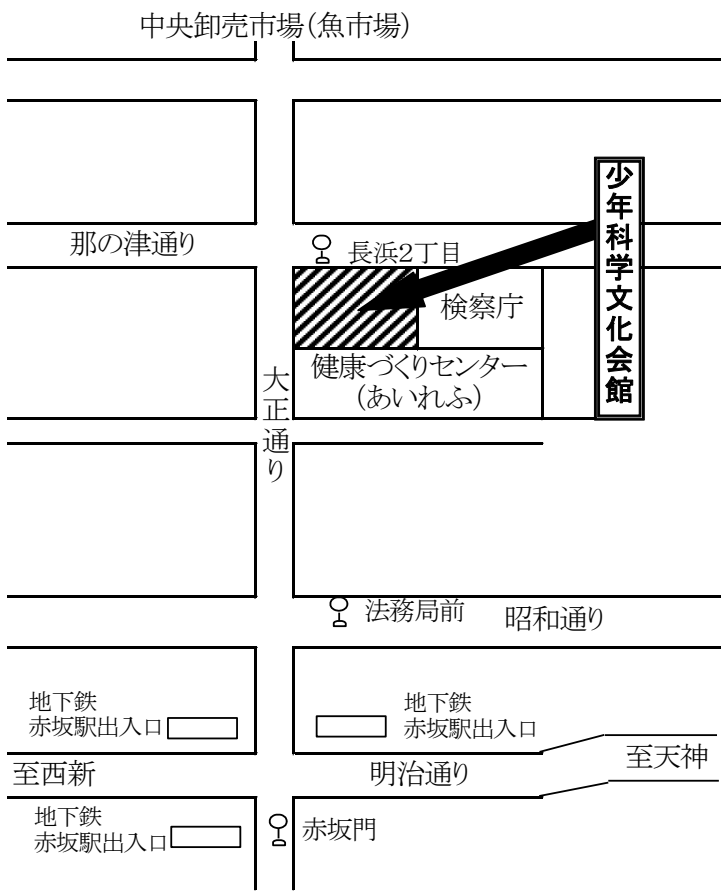 中央卸売市場(魚市場)
少年科学文化会館
那の津通り
長浜2丁目
検察庁
健康づくりセンター
(あいれふ)
大正通り
法務局前
昭和通り
地下鉄
赤坂駅出入口
地下鉄
赤坂駅出入口
至西新
明治通り
至天神
地下鉄
赤坂駅出入口
赤坂門